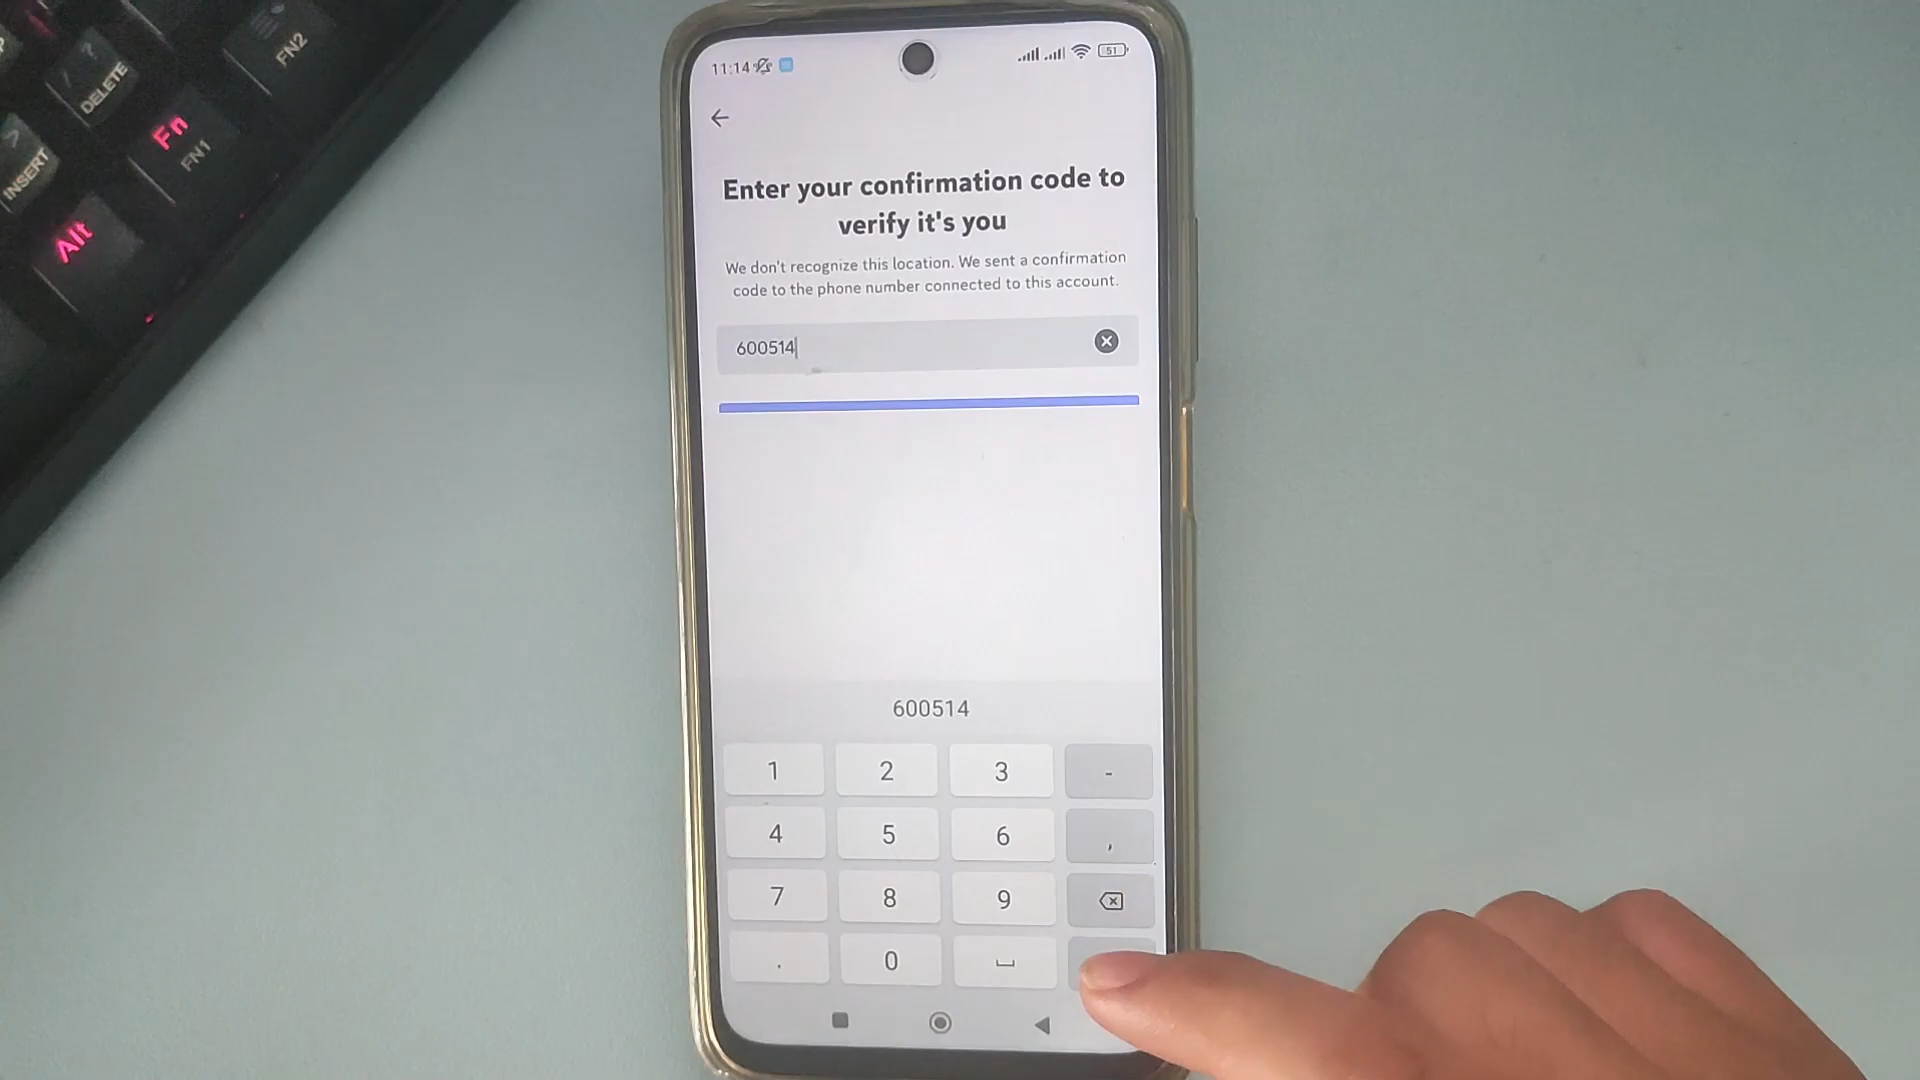 FN2
?
/
DELETE
Fn
FN1
>
INSERT
Alt
11:14
51
Enter your confirmation code to
verify it's you
We don't recognize this location. We sent a confirmation
code to the phone number connected to this account.
600514
600514
1 2 3 -
4 5 6 ,
7 8 9
. 0